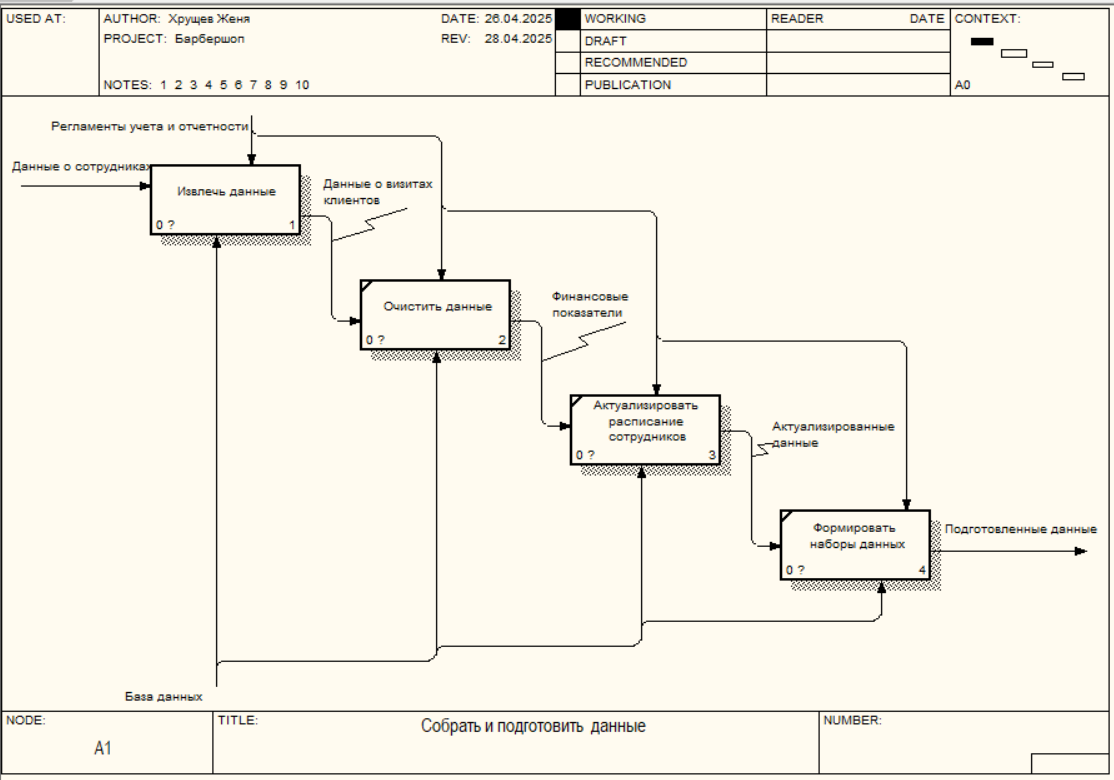 USED AT:
AUTHOR: Хрущев Женя
DATE: 26.04.2025
WORKING
READER
DATE
CONTEXT:
PROJECT: Барбершоп
REV: 28.04.2025
DRAFT
RECOMMENDED
NOTES: 1 2 3 4 5 6 7 8 9 10
PUBLICATION
A0
Регламенты учета и отчетности
Данные о сотрудниках
Извлечь данные
0 ?
1
Данные о визитах
клиентов
Очистить данные
0 ?
2
Финансовые
показатели
Актуализировать
расписание
сотрудников
0 ?
3
Актуализированные
данные
Формировать
наборы данных
0 ?
4
Подготовленные данные
База данных
NODE:
A1
TITLE:
Собрать и подготовить данные
NUMBER: